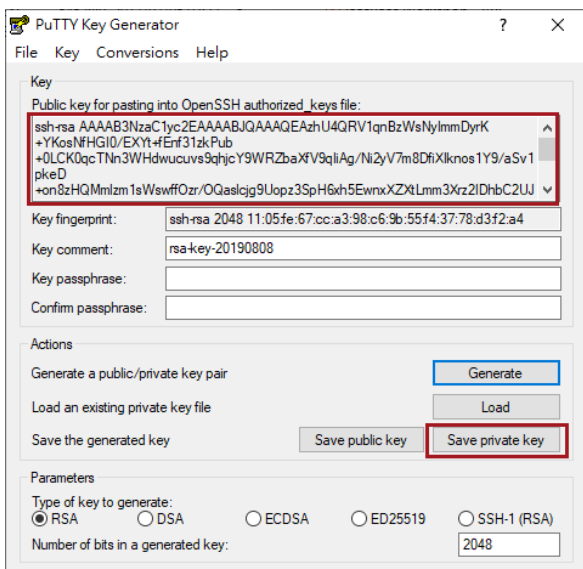 PuTTY Key Generator
?
File Key Conversions Help
Key
Public key for pasting into OpenSSH authorized_keys file:
ssh-rsa AAAAB3NzaC1yc2EAAAABJQAAAQEAzhU4QRV1qnBzWsNylmmDyrK
+YKosNfHGI0/EXYt+fEnf31zkPub
+0LCK0qcTNn3WHdwucuvs9qhjcY9WRZbaXfV9qliAg/Ni2yV7m8DfiXlknos1Y9/aSv1
pkeD
+on8zHQMmlzm1sWswffOzr/OQaslcjg9Uopz3SpH6xh5EwnxXZXtLmm3Xrz2IDhbC2UJ
Key fingerprint: ssh-rsa 2048 11:05:fe:67:cc:a3:98:c6:9b:55:f4:37:78:d3:f2:a4
Key comment: rsa-key-20190808
Key passphrase:
Confirm passphrase:
Actions
Generate a public/private key pair Generate
Load an existing private key file Load
Save the generated key Save public key Save private key
Parameters
Type of key to generate:
RSA DSA ECDSA ED25519 SSH-1 (RSA)
Number of bits in a generated key: 2048